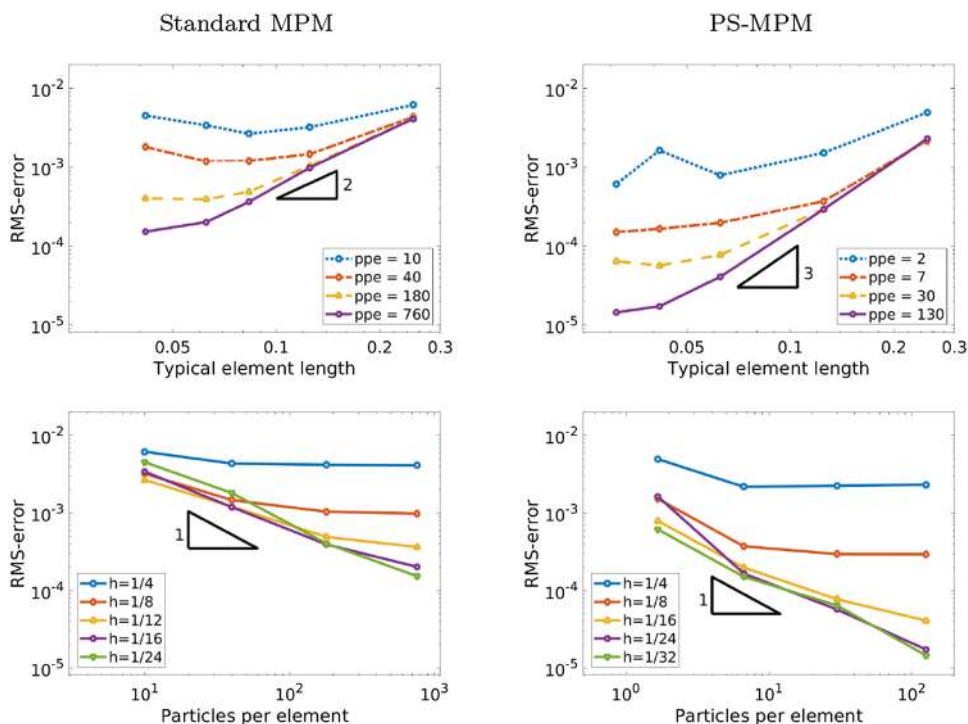 Standard MPM
PS-MPM
10^-2
10^-3
10^-4
10^-5
RMS-error
2
ppe = 10
ppe = 40
ppe = 180
ppe = 760
0.05
0.1
0.2
0.3
Typical element length
10^-2
10^-3
10^-4
10^-5
RMS-error
3
ppe = 2
ppe = 7
ppe = 30
ppe = 130
0.05
0.1
0.2
0.3
Typical element length
10^-2
10^-3
10^-4
10^-5
RMS-error
1
h=1/4
h=1/8
h=1/12
h=1/16
h=1/24
10^1
10^2
10^3
Particles per element
10^-2
10^-3
10^-4
10^-5
RMS-error
1
h=1/4
h=1/8
h=1/16
h=1/24
h=1/32
10^0
10^1
10^2
Particles per element